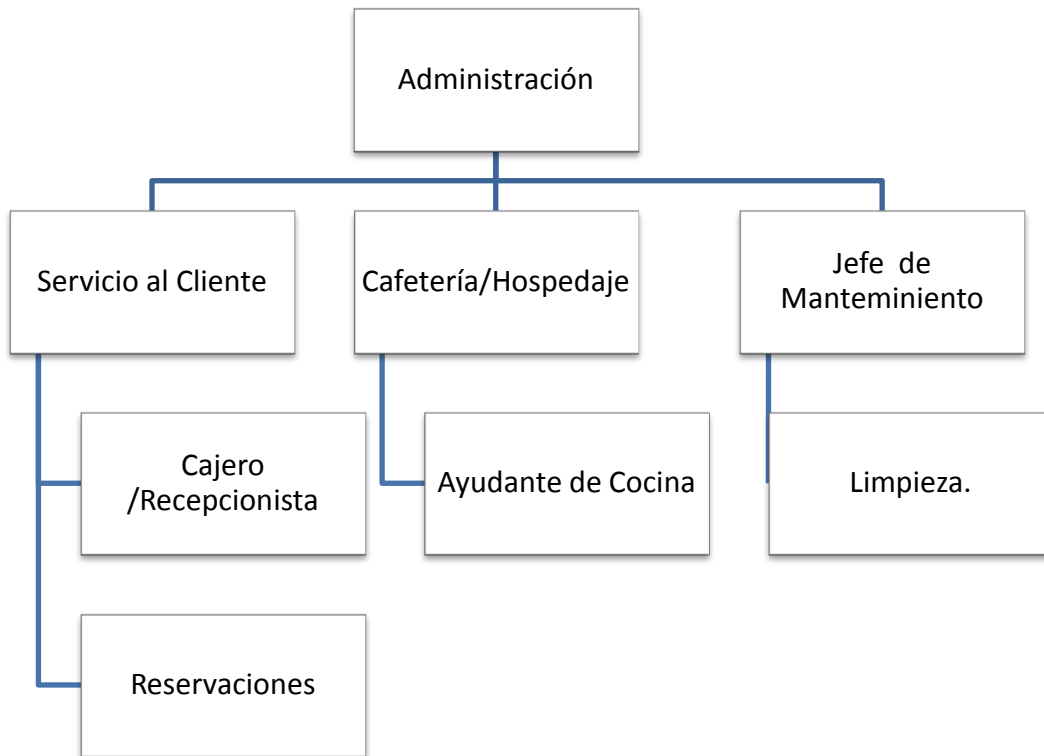 Administración
Servicio al Cliente
Cafetería/Hospedaje
Jefe de
Manteminiento
Cajero
/Recepcionista
Ayudante de Cocina
Limpieza.
Reservaciones